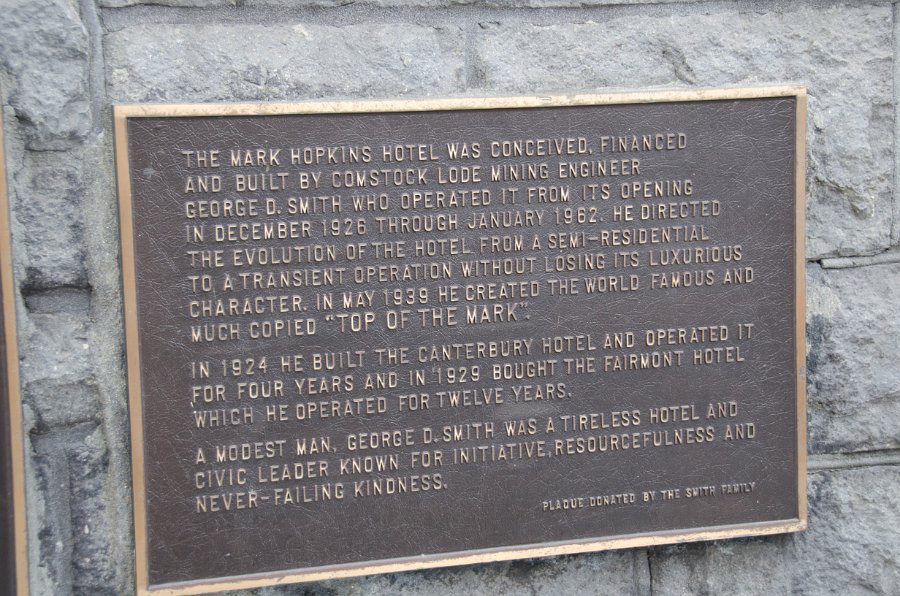 THE MARK HOPKINS HOTEL WAS CONCEIVED, FINANCED
AND BUILT BY COMSTOCK LODE MINING ENGINEER
GEORGE D. SMITH WHO OPERATED IT FROM ITS OPENING
IN DECEMBER 1926 THROUGH JANUARY 1962. HE DIRECTED
THE EVOLUTION OF THE HOTEL FROM A SEMI-RESIDENTIAL
TO A TRANSIENT OPERATION WITHOUT LOSING ITS LUXURIOUS
CHARACTER. IN MAY 1939 HE CREATED THE WORLD FAMOUS AND
MUCH COPIED "TOP OF THE MARK".
IN 1924 HE BUILT THE CANTERBURY HOTEL AND OPERATED IT
FOR FOUR YEARS AND IN 1929 BOUGHT THE FAIRMONT HOTEL
WHICH HE OPERATED FOR TWELVE YEARS.
A MODEST MAN, GEORGE D. SMITH WAS A TIRELESS HOTEL AND
CIVIC LEADER KNOWN FOR INITIATIVE, RESOURCEFULNESS AND
NEVER-FAILING KINDNESS.
PLAQUE DONATED BY THE SMITH FAMILY